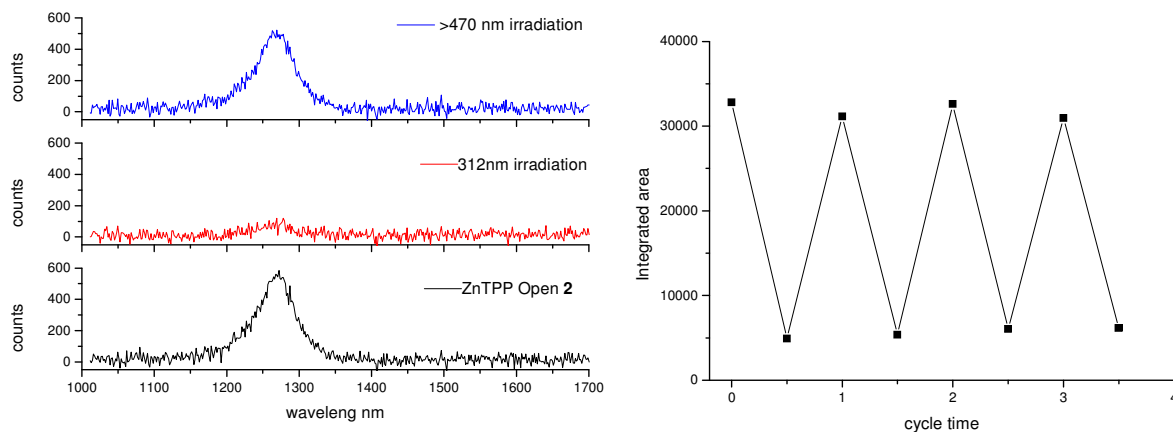 600
400
200
0
counts
>470 nm irradiation
600
400
200
0
counts
312nm irradiation
600
400
200
0
counts
ZnTPP Open 2
1000 1100 1200 1300 1400 1500 1600 1700
waveleng nm
40000
30000
20000
10000
0
Integrated area
0 1 2 3 4
cycle time